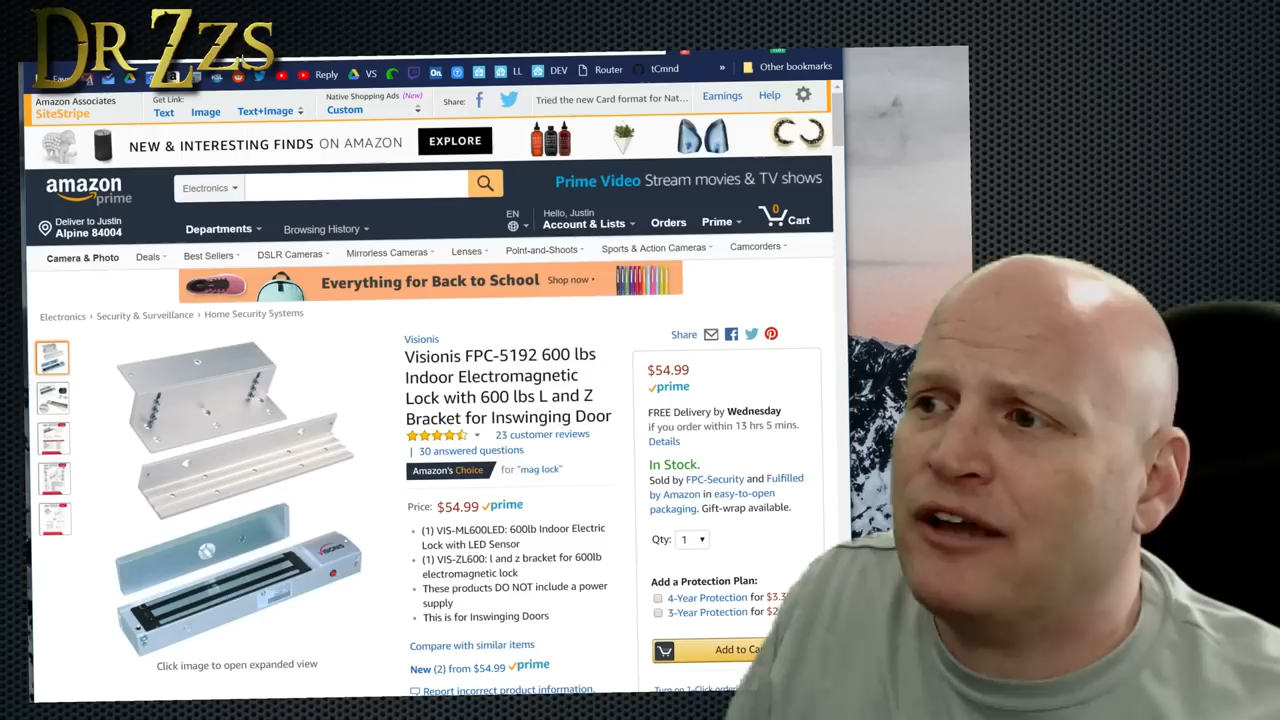 DR ZZS
Reply
VS
LL
DEV
Router
tCmnd
»
Other bookmarks
Amazon Associates
SiteStripe
Get Link:
Text
Image
Text+Image
Native Shopping Ads (New)
Custom
Share:
Tried the new Card format for Nat...
Earnings
Help
NEW & INTERESTING FINDS ON AMAZON
EXPLORE
amazon
prime
Electronics
Prime Video Stream movies & TV shows
Deliver to Justin
Alpine 84004
Departments
Browsing History
EN
Hello, Justin
Account & Lists
Orders
Prime
0
Cart
Camera & Photo
Deals
Best Sellers
DSLR Cameras
Mirrorless Cameras
Lenses
Point-and-Shoots
Sports & Action Cameras
Camcorders
Everything for Back to School
Shop now
Electronics › Security & Surveillance › Home Security Systems
VISIONIS
Click image to open expanded view
Visionis
Visionis FPC-5192 600 lbs
Indoor Electromagnetic
Lock with 600 lbs L and Z
Bracket for Inswinging Door
23 customer reviews
| 30 answered questions
Amazon's Choice
for "mag lock"
Price: $54.99 prime
• (1) VIS-ML600LED: 600lb Indoor Electric
Lock with LED Sensor
• (1) VIS-ZL600: l and z bracket for 600lb
electromagnetic lock
• These products DO NOT include a power
supply
• This is for Inswinging Doors
Compare with similar items
New (2) from $54.99 prime
Report incorrect product information.
Share
$54.99
prime
FREE Delivery by Wednesday
if you order within 13 hrs 5 mins.
Details
In Stock.
Sold by FPC-Security and Fulfilled
by Amazon in easy-to-open
packaging. Gift-wrap available.
Qty: 1
Add a Protection Plan:
4-Year Protection for $3.
3-Year Protection for $2
Add to Ca